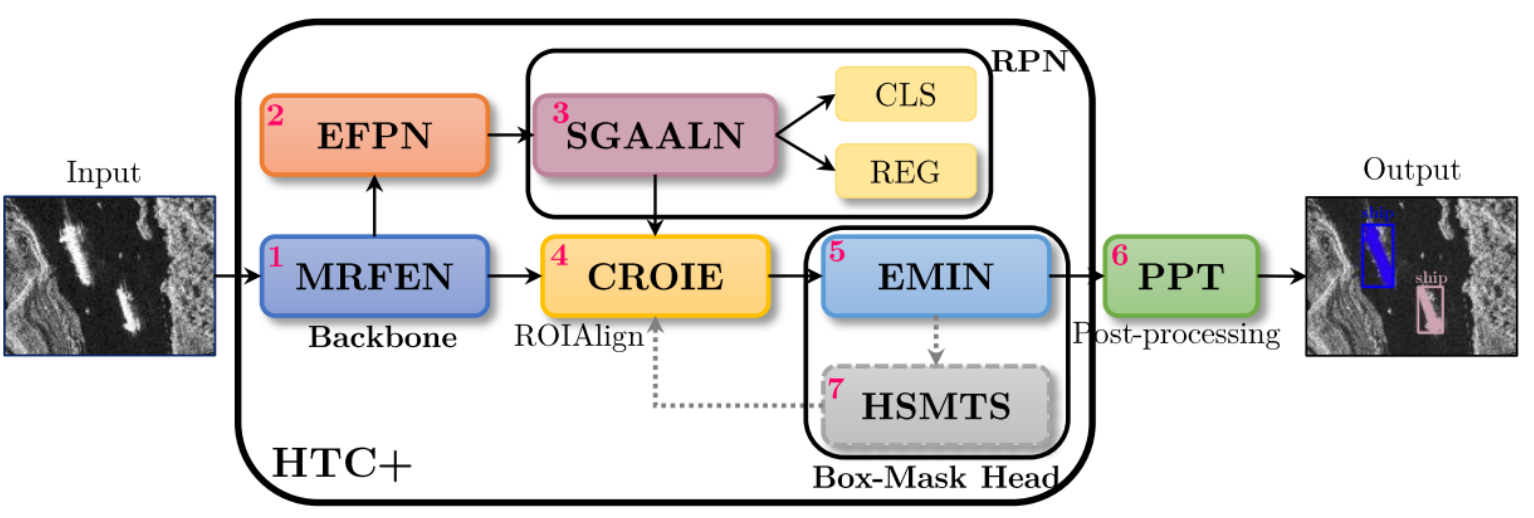 Input
HTC+
RPN
2
EFPN
3
SGAALN
CLS
REG
1
MRFEN
Backbone
4
CROIE
ROIAlign
5
EMIN
7
HSMTS
Box-Mask Head
6
PPT
Post-processing
Output
ship
ship